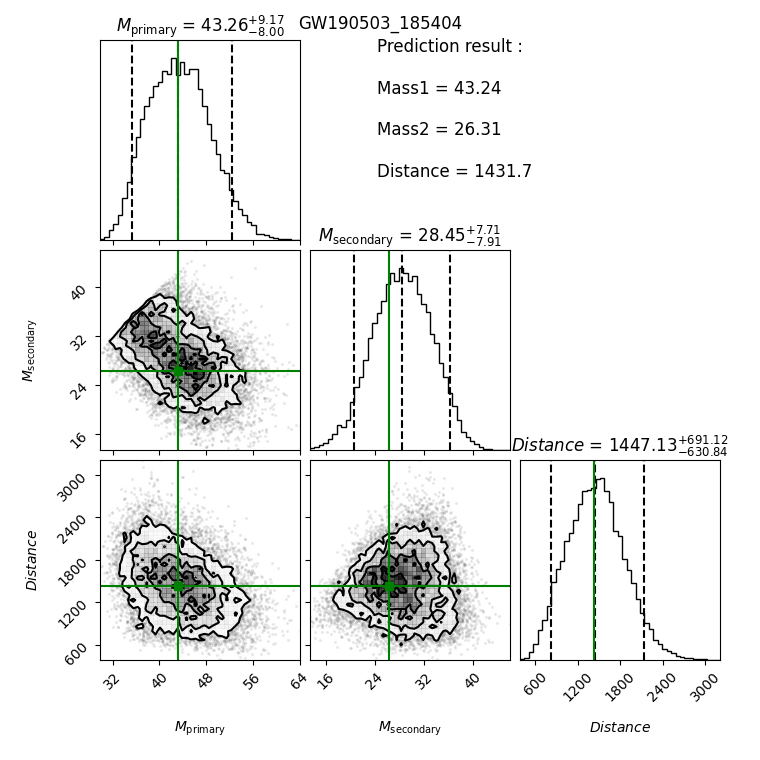 M_primary = 43.26^{+9.17}_{-8.00} GW190503_185404
Prediction result :
Mass1 = 43.24
Mass2 = 26.31
Distance = 1431.7
M_secondary = 28.45^{+7.71}_{-7.91}
M_secondary
40
32
24
16
Distance = 1447.13^{+691.12}_{-630.84}
Distance
3000
2400
1800
1200
600
32 40 48 56 64
16 24 32 40
600 1200 1800 2400 3000
M_primary
M_secondary
Distance